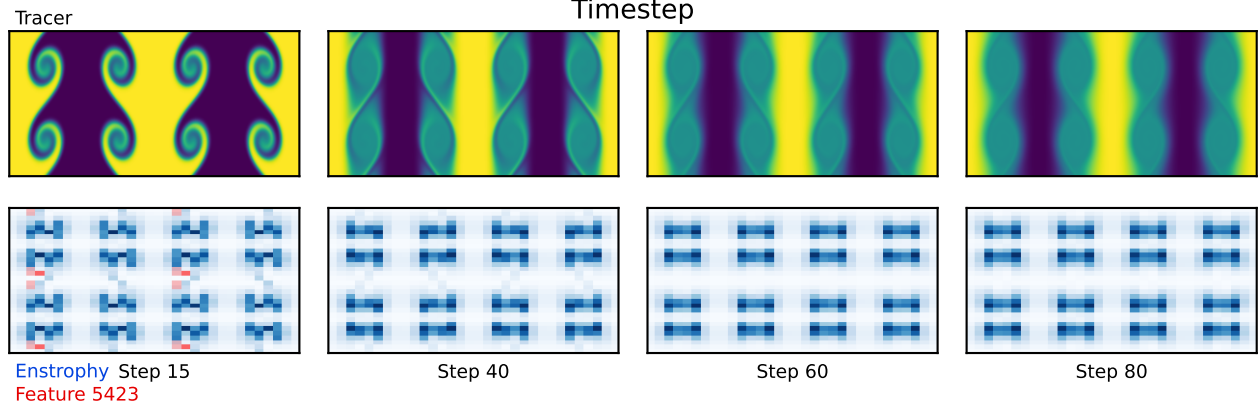 Timestep
Tracer
Enstrophy Step 15
Step 40
Step 60
Step 80
Feature 5423